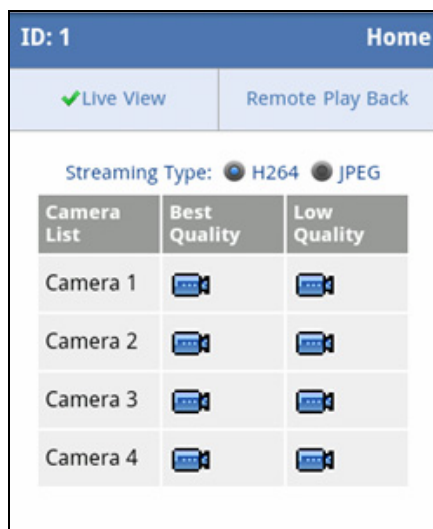 ID: 1 Home
Live View Remote Play Back
Streaming Type: H264 JPEG
Camera List Best Quality Low Quality
Camera 1
Camera 2
Camera 3
Camera 4